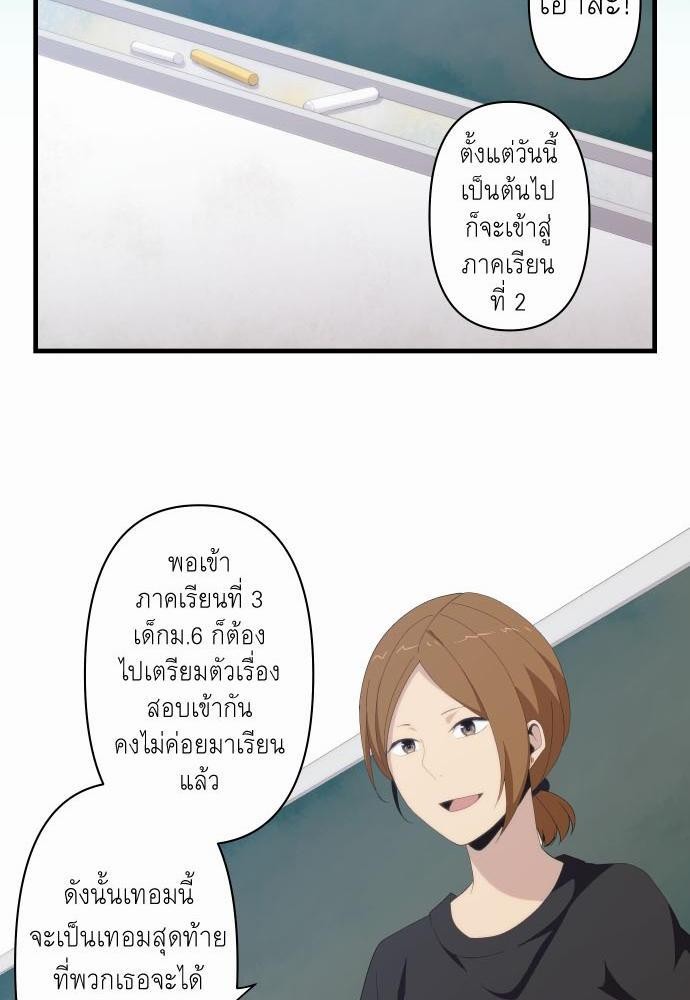 เอาล่ะ!
ตั้งแต่วันนี้
เป็นต้นไป
ก็จะเข้าสู่
ภาคเรียน
ที่ 2
พอเข้า
ภาคเรียนที่ 3
เด็กม.6 ก็ต้อง
ไปเตรียมตัวเรื่อง
สอบเข้ากัน
คงไม่ค่อยมาเรียน
แล้ว
ดังนั้นเทอมนี้
จะเป็นเทอมสุดท้าย
ที่พวกเธอจะได้